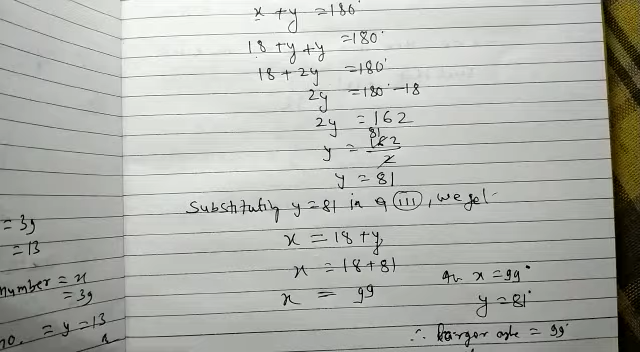 x + y = 180°
18 + y + y = 180°
18 + 2y = 180°
2y = 180° - 18
2y = 162
y = 162/2 81
y = 81
Substituting y = 81 in eq (III), we get
x = 18 + y
x = 18 + 81
x = 99
x = 99°
y = 81°
∴ larger angle = 99°
= 39
= 13
number = x
= 39
no. = y = 13